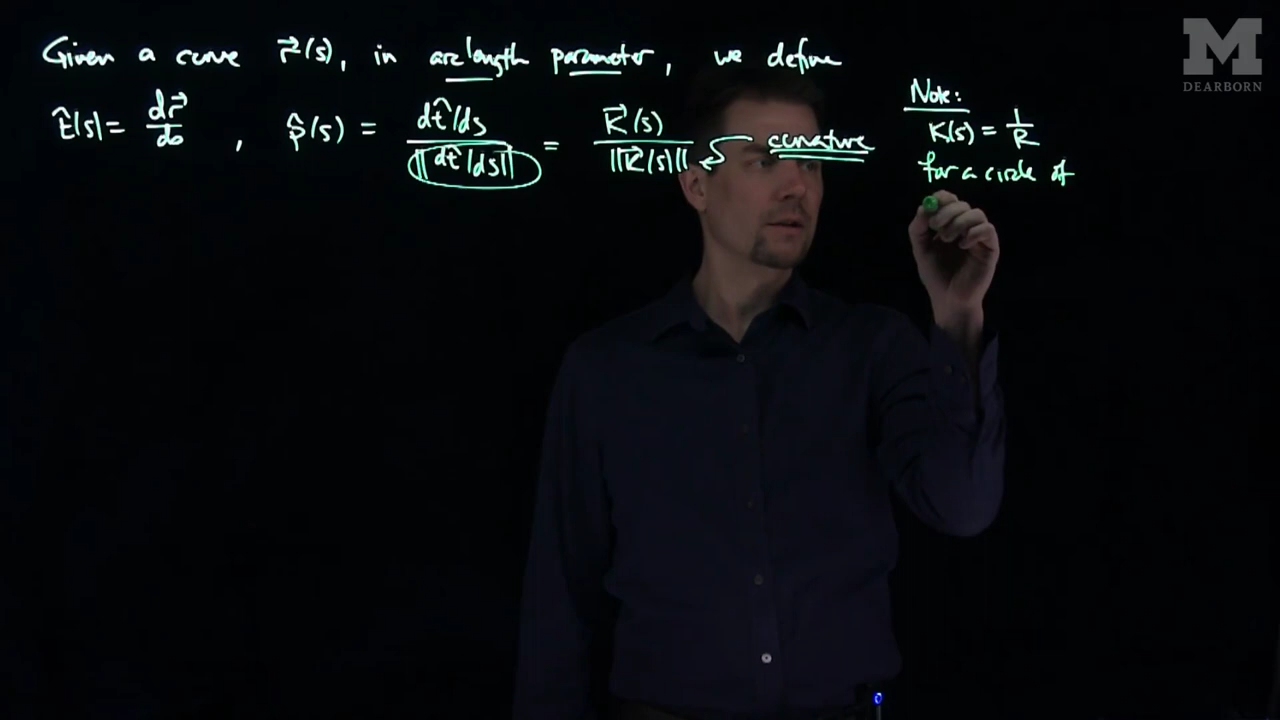 Given a curve r⃗(s), in arclength parameter, we define
t̂(s) = dr⃗/ds , p̂(s) = (dt̂/ds)/(‖dt̂/ds‖) = K⃗(s)/‖K⃗(s)‖ curvature
Note:
K(s) = 1/R
for a circle of
M
DEARBORN